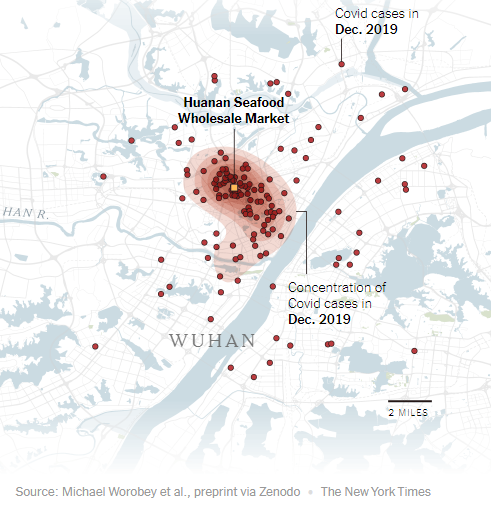 Covid cases in
Dec. 2019
Huanan Seafood
Wholesale Market
HAN R.
Concentration of
Covid cases in
Dec. 2019
WUHAN
2 MILES
Source: Michael Worobey et al., preprint via Zenodo • The New York Times